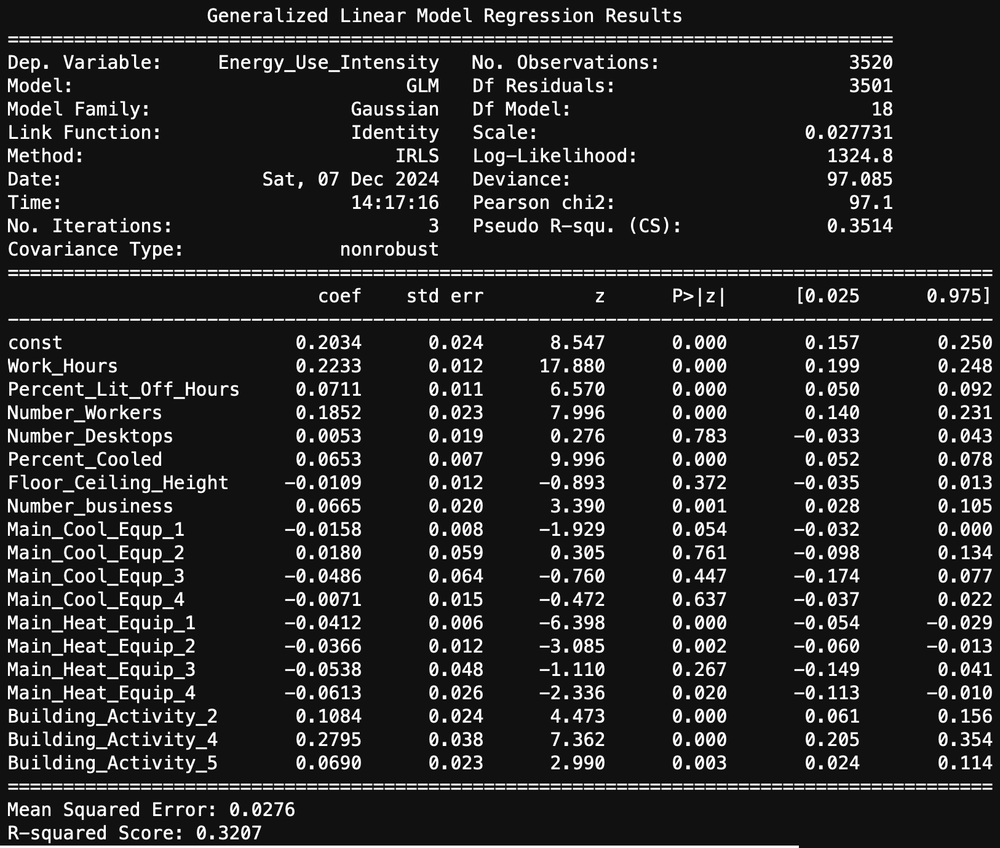 Generalized Linear Model Regression Results
================================================================================
Dep. Variable:     Energy_Use_Intensity   No. Observations:                 3520
Model:                              GLM   Df Residuals:                     3501
Model Family:                  Gaussian   Df Model:                           18
Link Function:                 Identity   Scale:                        0.027731
Method:                            IRLS   Log-Likelihood:                 1324.8
Date:                  Sat, 07 Dec 2024   Deviance:                       97.085
Time:                          14:17:16   Pearson chi2:                     97.1
No. Iterations:                       3   Pseudo R-squ. (CS):             0.3514
Covariance Type:              nonrobust
=========================================================================================
                            coef    std err          z      P>|z|      [0.025      0.975]
-----------------------------------------------------------------------------------------
const                     0.2034      0.024      8.547      0.000       0.157       0.250
Work_Hours                0.2233      0.012     17.880      0.000       0.199       0.248
Percent_Lit_Off_Hours     0.0711      0.011      6.570      0.000       0.050       0.092
Number_Workers            0.1852      0.023      7.996      0.000       0.140       0.231
Number_Desktops           0.0053      0.019      0.276      0.783      -0.033       0.043
Percent_Cooled            0.0653      0.007      9.996      0.000       0.052       0.078
Floor_Ceiling_Height     -0.0109      0.012     -0.893      0.372      -0.035       0.013
Number_business           0.0665      0.020      3.390      0.001       0.028       0.105
Main_Cool_Equp_1         -0.0158      0.008     -1.929      0.054      -0.032       0.000
Main_Cool_Equp_2          0.0180      0.059      0.305      0.761      -0.098       0.134
Main_Cool_Equp_3         -0.0486      0.064     -0.760      0.447      -0.174       0.077
Main_Cool_Equp_4         -0.0071      0.015     -0.472      0.637      -0.037       0.022
Main_Heat_Equip_1        -0.0412      0.006     -6.398      0.000      -0.054      -0.029
Main_Heat_Equip_2        -0.0366      0.012     -3.085      0.002      -0.060      -0.013
Main_Heat_Equip_3        -0.0538      0.048     -1.110      0.267      -0.149       0.041
Main_Heat_Equip_4        -0.0613      0.026     -2.336      0.020      -0.113      -0.010
Building_Activity_2       0.1084      0.024      4.473      0.000       0.061       0.156
Building_Activity_4       0.2795      0.038      7.362      0.000       0.205       0.354
Building_Activity_5       0.0690      0.023      2.990      0.003       0.024       0.114
=========================================================================================
Mean Squared Error: 0.0276
R-squared Score: 0.3207